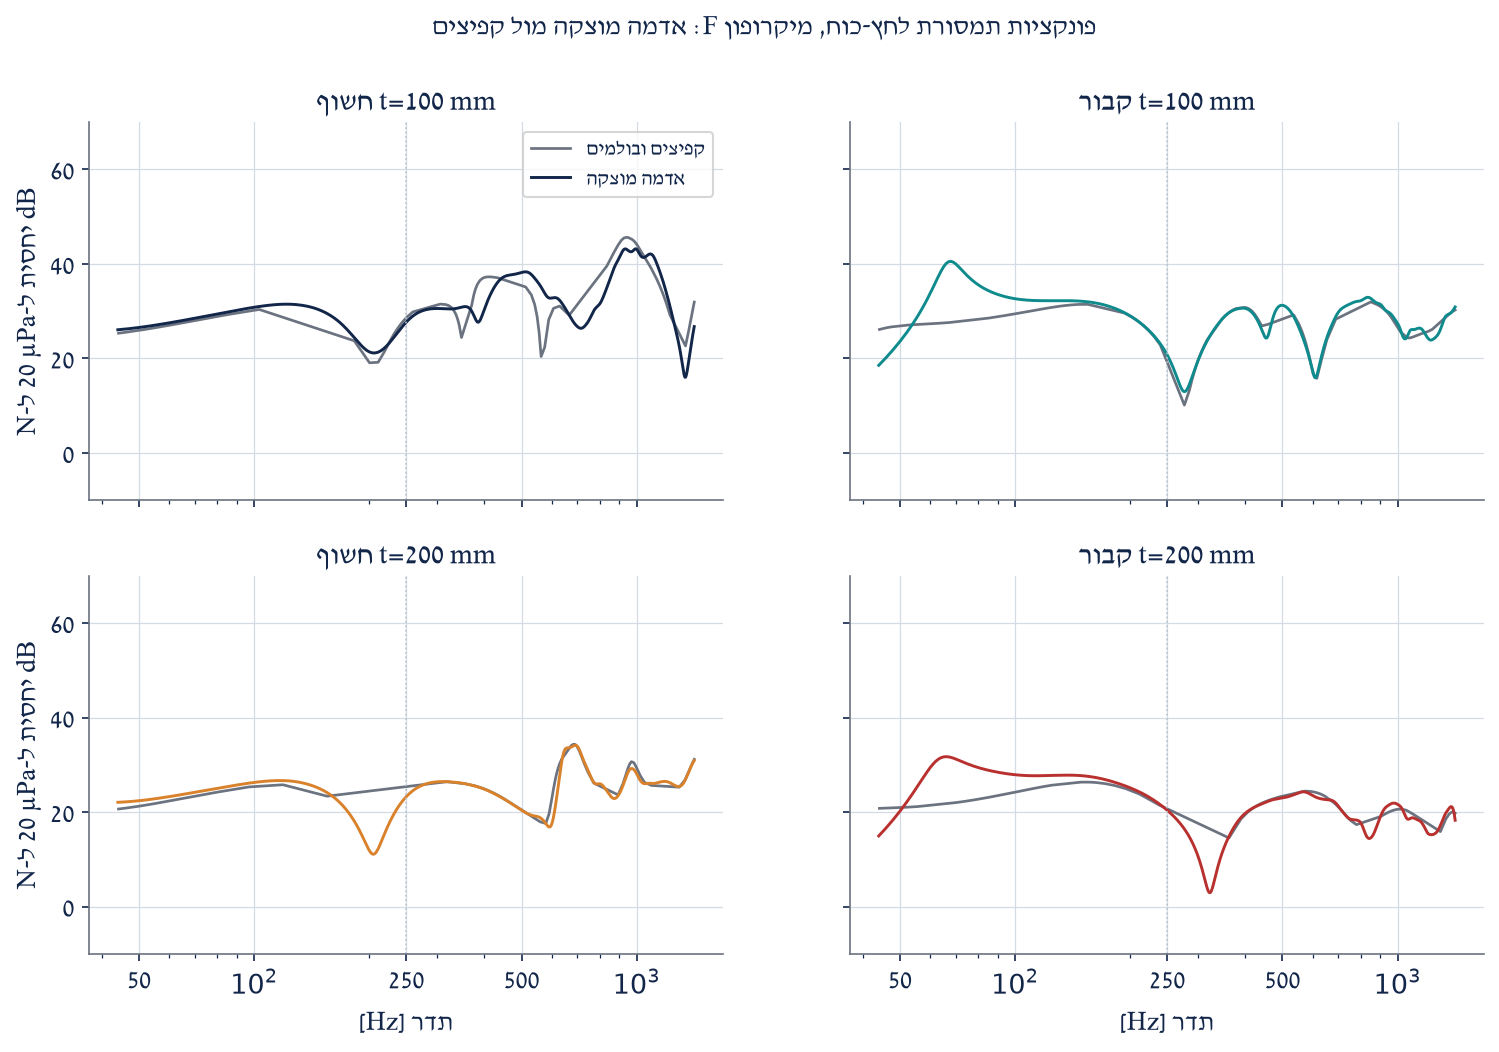 פונקציות תמסורת לחץ-כוח, מיקרופון F: אדמה מוצקה מול קפיצים
חשוף t=100 mm
קבור t=100 mm
קפיצים ובולמים
אדמה מוצקה
dB יחסית ל-20 µPa ל-N
60
40
20
0
חשוף t=200 mm
קבור t=200 mm
dB יחסית ל-20 µPa ל-N
60
40
20
0
50
10²
250
500
10³
50
10²
250
500
10³
תדר [Hz]
תדר [Hz]